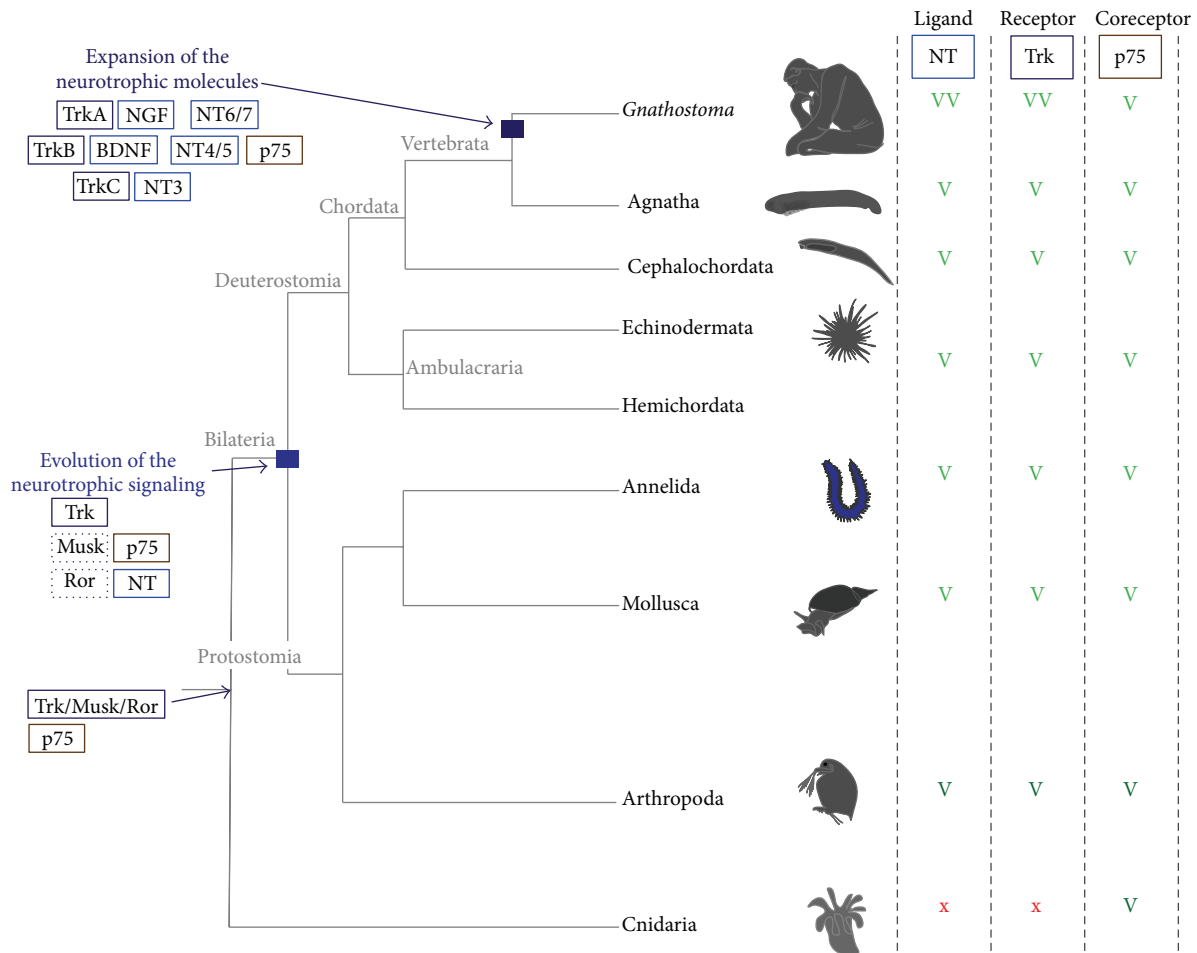 Ligand Receptor Coreceptor
NT Trk p75
Expansion of the
neurotrophic molecules
TrkA NGF NT6/7
TrkB BDNF NT4/5 p75
TrkC NT3
Vertebrata
Gnathostoma VV VV V
Agnatha V V V
Chordata
Cephalochordata V V V
Deuterostomia
Echinodermata
Ambulacraria V V V
Hemichordata
Bilateria
Evolution of the
neurotrophic signaling
Trk
Musk p75
Ror NT
Annelida V V V
Mollusca V V V
Protostomia
Trk/Musk/Ror
p75
Arthropoda V V V
Cnidaria x x V